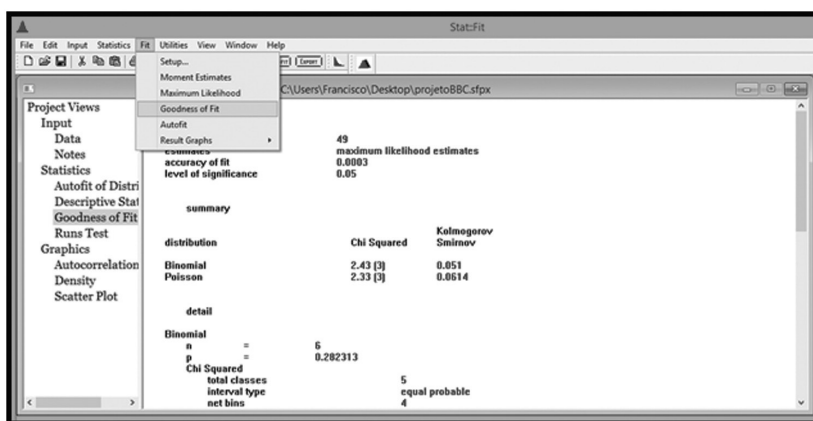 Stat::Fit
File Edit Input Statistics Fit Utilities View Window Help
Setup...
Moment Estimates
Maximum Likelihood
Goodness of Fit
Autofit
Result Graphs
EXPORT
C:\Users\Francisco\Desktop\projetoBBC.sfpx
Project Views
Input
Data
Notes
Statistics
Autofit of Distri
Descriptive Stat
Goodness of Fit
Runs Test
Graphics
Autocorrelation
Density
Scatter Plot
49
estimates maximum likelihood estimates
accuracy of fit 0.0003
level of significance 0.05
summary
Kolmogorov
distribution Chi Squared Smirnov
Binomial 2.43 (3) 0.051
Poisson 2.33 (3) 0.0614
detail
Binomial
n = 6
p = 0.282313
Chi Squared
total classes 5
interval type equal probable
net bins 4